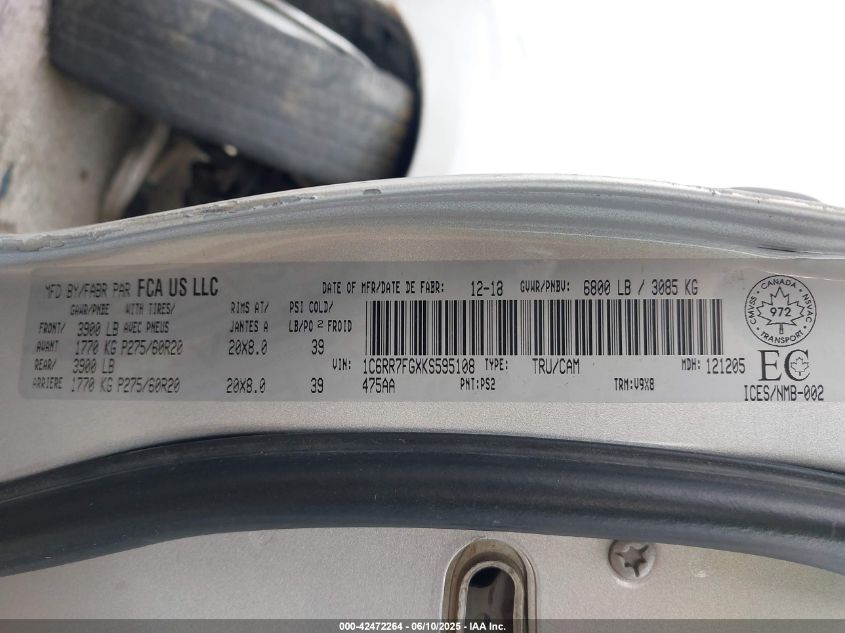 MFD BY/FABR PAR FCA US LLC
DATE OF MFR/DATE DE FABR: 12-18 GVWR/PNBV: 6800 LB / 3085 KG
GAWR/PNBE WITH TIRES/ RIMS AT/ PSI COLD/
FRONT/ 3900 LB AVEC PNEUS JANTES A LB/PO² FROID
AVANT 1770 KG P275/60R20 20X8.0 39
REAR/ 3900 LB VIN: 1C6RR7FGXKS595108 TYPE: TRU/CAM MDH: 121205
ARRIERE 1770 KG P275/60R20 20X8.0 39 475AA PNT:PS2 TRM:V9X8
CMVSS CANADA NSVAC
972
TRANSPORT
EC
ICES/NMB-002
000-42472264 - 06/10/2025 - IAA Inc.